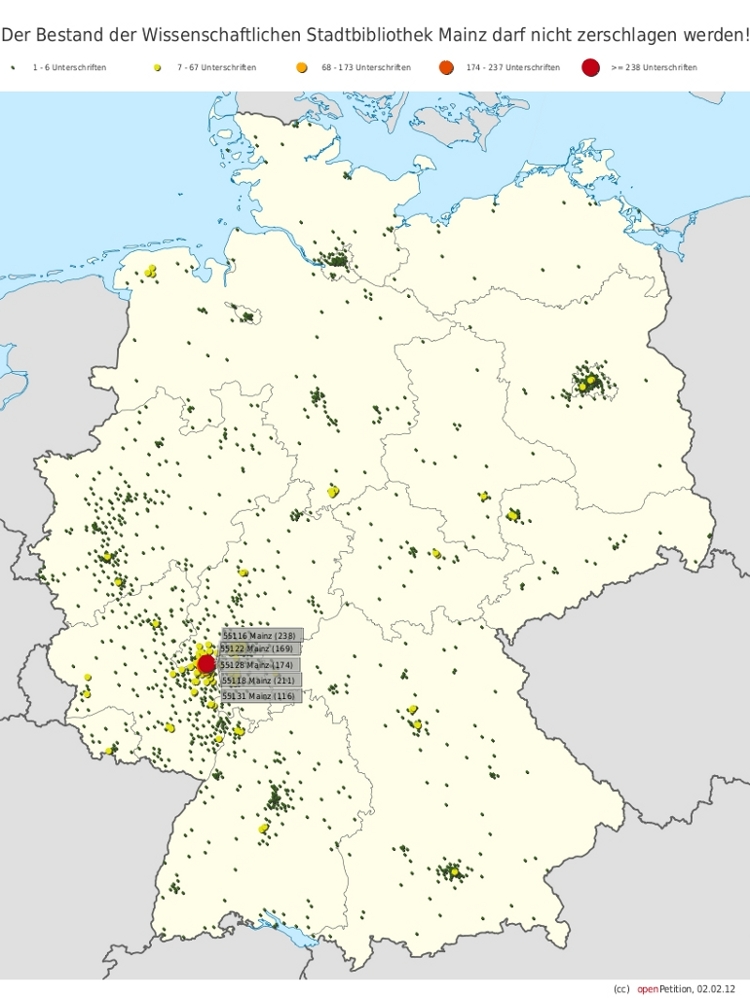 Der Bestand der Wissenschaftlichen Stadtbibliothek Mainz darf nicht zerschlagen werden!
1 - 6 Unterschriften 7 - 67 Unterschriften 68 - 173 Unterschriften 174 - 237 Unterschriften >= 238 Unterschriften
55116 Mainz (238)
55122 Mainz (169)
55128 Mainz (174)
55118 Mainz (211)
55131 Mainz (116)
(cc) openPetition, 02.02.12